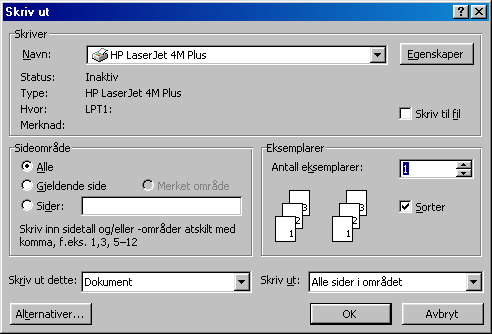 Skriv ut
Skriver
Navn: HP LaserJet 4M Plus Egenskaper
Status: Inaktiv
Type: HP LaserJet 4M Plus
Hvor: LPT1:
Merknad: Skriv til fil
Sideområde
Alle
Gjeldende side Merket område
Sider:
Skriv inn sidetall og/eller -områder atskilt med
komma, f.eks. 1,3, 5–12
Eksemplarer
Antall eksemplarer: 1
3 3
2 2
1 1
Sorter
Skriv ut dette: Dokument Skriv ut: Alle sider i området
Alternativer... OK Avbryt